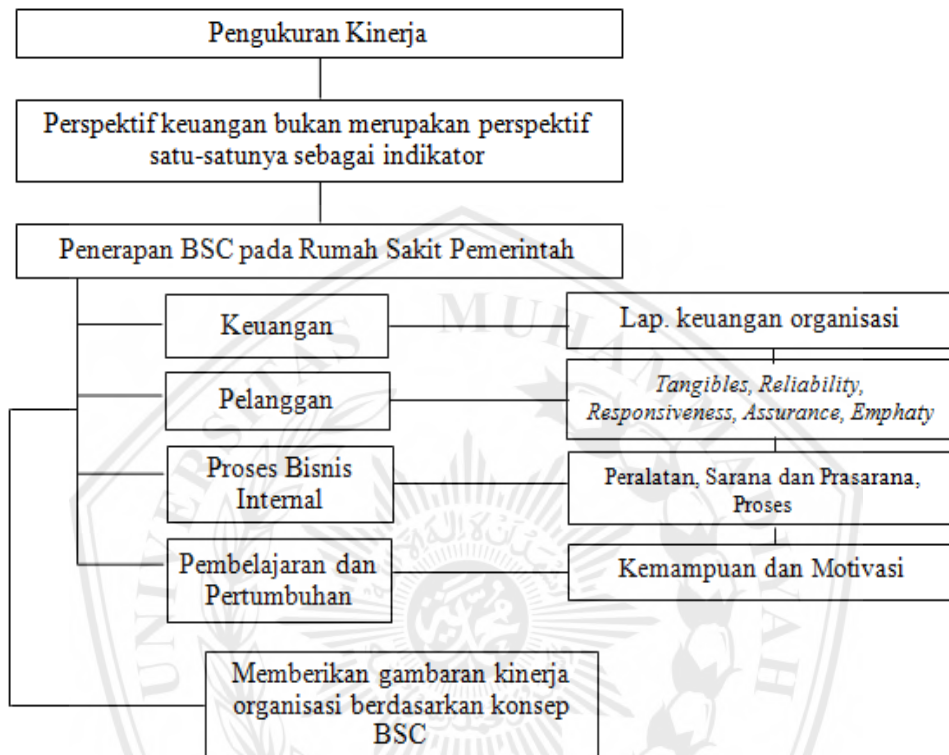 Pengukuran Kinerja
Perspektif keuangan bukan merupakan perspektif
satu-satunya sebagai indikator
Penerapan BSC pada Rumah Sakit Pemerintah
Keuangan
Lap. keuangan organisasi
Pelanggan
Tangibles, Reliability,
Responsiveness, Assurance, Emphaty
Proses Bisnis
Internal
Peralatan, Sarana dan Prasarana,
Proses
Pembelajaran dan
Pertumbuhan
Kemampuan dan Motivasi
Memberikan gambaran kinerja
organisasi berdasarkan konsep
BSC
UNIVERSITAS MUHAMMADIYAH